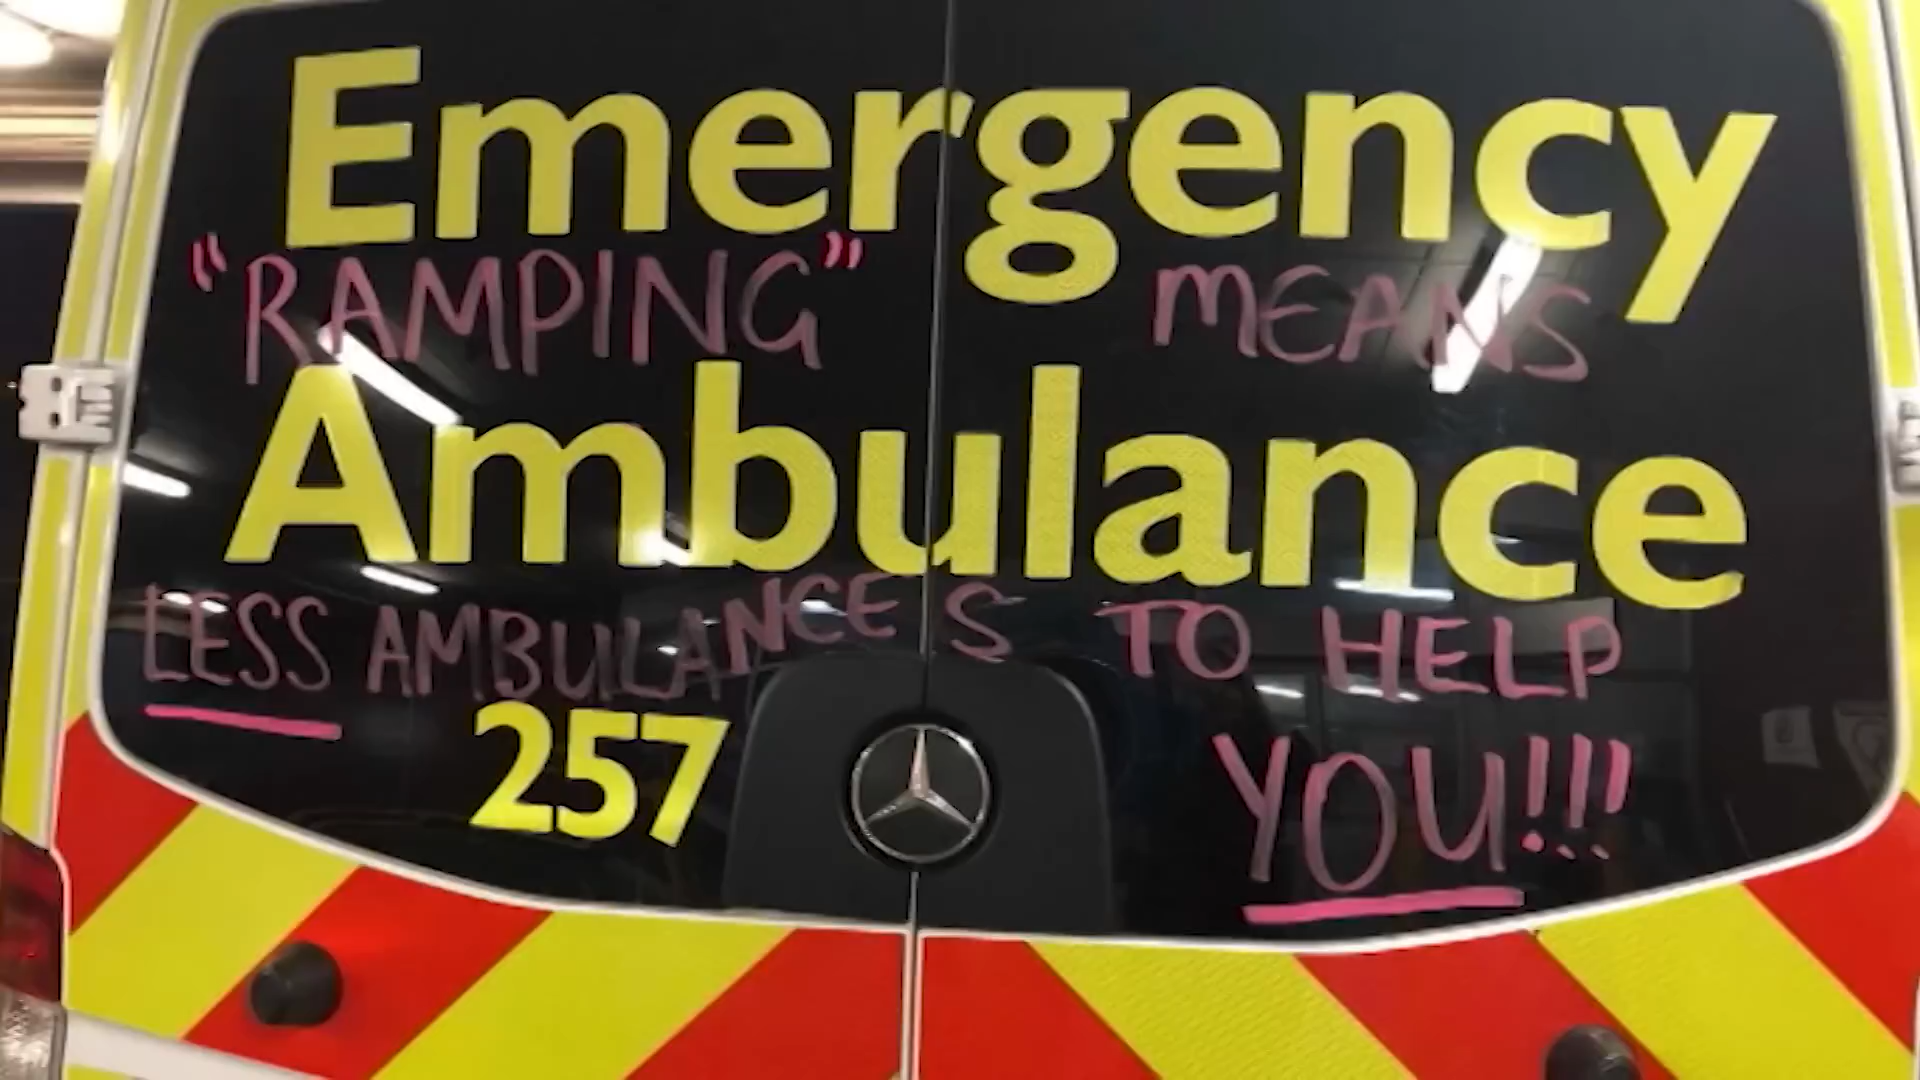 Emergency
"RAMPING" MEANS
Ambulance
LESS AMBULANCES TO HELP
257
YOU!!!